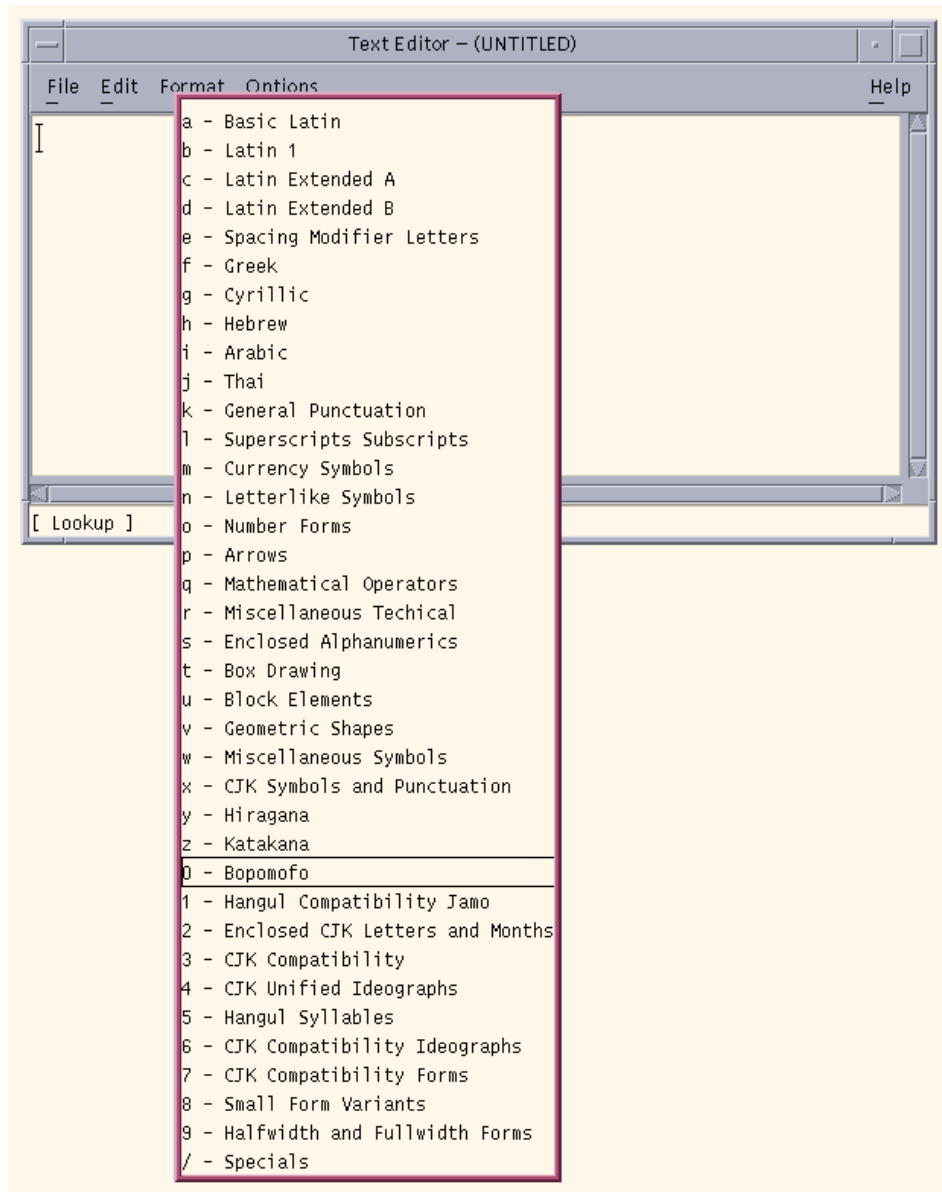 Text Editor – (UNTITLED)
File Edit Format Options Help
a - Basic Latin
b - Latin 1
c - Latin Extended A
d - Latin Extended B
e - Spacing Modifier Letters
f - Greek
g - Cyrillic
h - Hebrew
i - Arabic
j - Thai
k - General Punctuation
l - Superscripts Subscripts
m - Currency Symbols
n - Letterlike Symbols
[ Lookup ]
o - Number Forms
p - Arrows
q - Mathematical Operators
r - Miscellaneous Techical
s - Enclosed Alphanumerics
t - Box Drawing
u - Block Elements
v - Geometric Shapes
w - Miscellaneous Symbols
x - CJK Symbols and Punctuation
y - Hiragana
z - Katakana
0 - Bopomofo
1 - Hangul Compatibility Jamo
2 - Enclosed CJK Letters and Months
3 - CJK Compatibility
4 - CJK Unified Ideographs
5 - Hangul Syllables
6 - CJK Compatibility Ideographs
7 - CJK Compatibility Forms
8 - Small Form Variants
9 - Halfwidth and Fullwidth Forms
/ - Specials